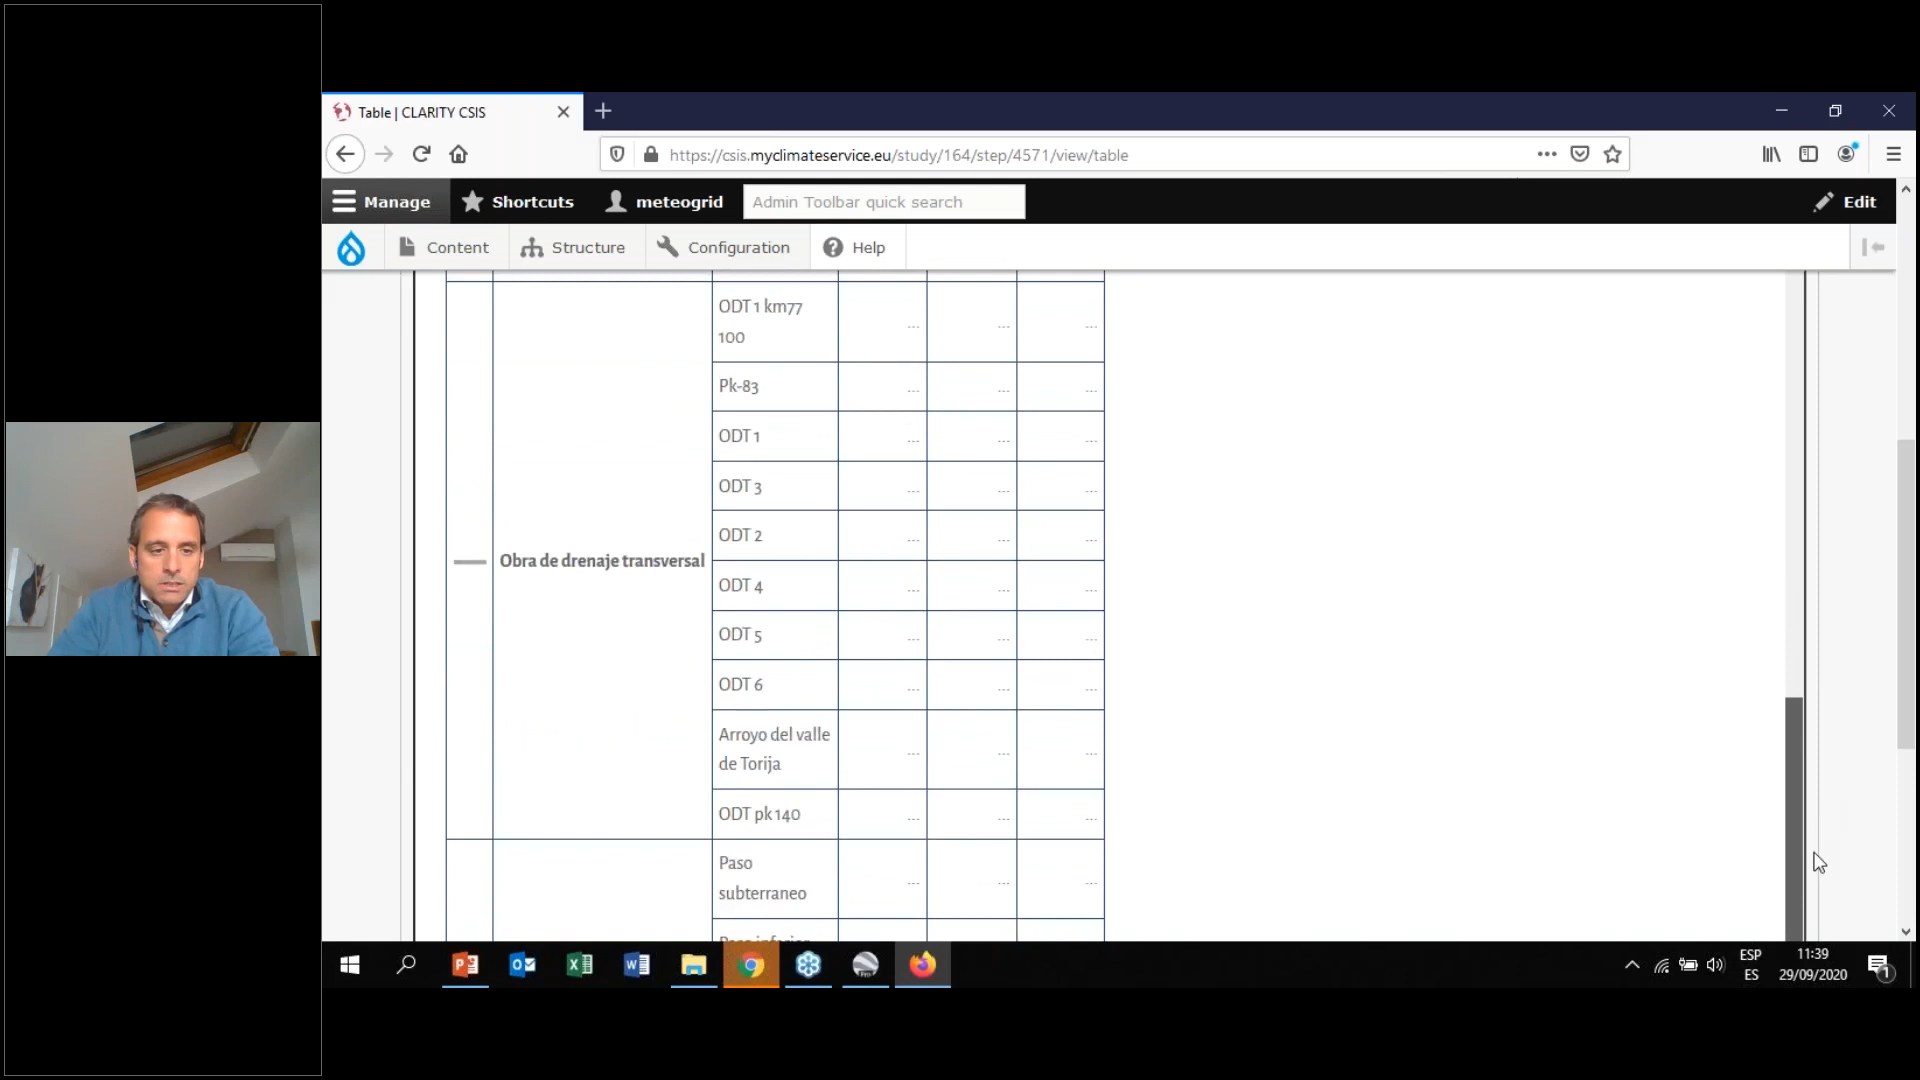 Table | CLARITY CSIS
https://csis.myclimateservice.eu/study/164/step/4571/view/table
Manage
Shortcuts
meteogrid
Admin Toolbar quick search
Edit
Content
Structure
Configuration
Help
ODT 1 km77
100
... ... ...
Pk-83 ... ... ...
ODT 1 ... ... ...
ODT 3 ... ... ...
ODT 2 ... ... ...
Obra de drenaje transversal
ODT 4 ... ... ...
ODT 5 ... ... ...
ODT 6 ... ... ...
Arroyo del valle
de Torija
... ... ...
ODT pk 140 ... ... ...
Paso
subterraneo
... ... ...
Paso inferior
ESP
ES
11:39
29/09/2020
1